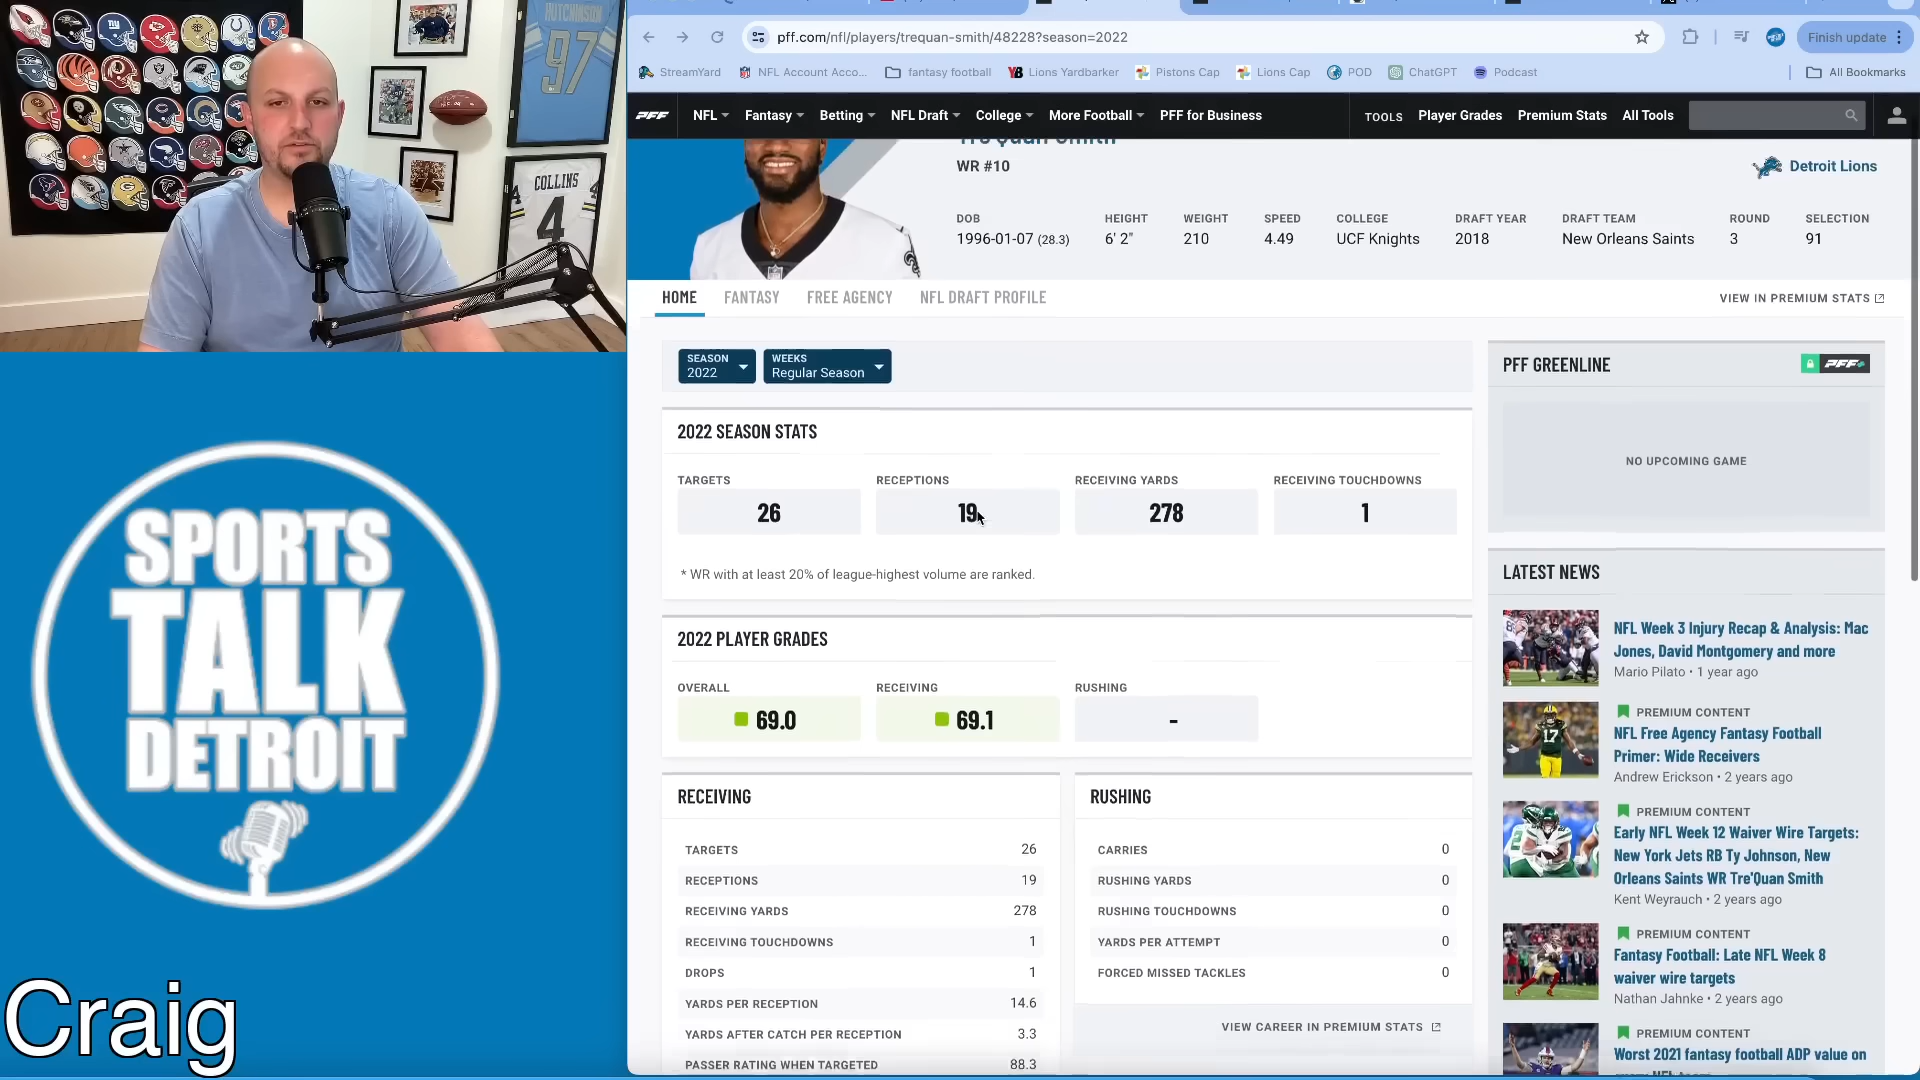 HUTCHINSON
97
COLLINS
4
SPORTS
TALK
DETROIT
Craig
pff.com/nfl/players/trequan-smith/48228?season=2022
Finish update
StreamYard
NFL Account Acco...
fantasy football
Lions Yardbarker
Pistons Cap
Lions Cap
POD
ChatGPT
Podcast
All Bookmarks
PFF
NFL
Fantasy
Betting
NFL Draft
College
More Football
PFF for Business
TOOLS
Player Grades
Premium Stats
All Tools
Tre'Quan Smith
WR #10
Detroit Lions
DOB HEIGHT WEIGHT SPEED COLLEGE DRAFT YEAR DRAFT TEAM ROUND SELECTION
1996-01-07 (28.3) 6' 2" 210 4.49 UCF Knights 2018 New Orleans Saints 3 91
HOME FANTASY FREE AGENCY NFL DRAFT PROFILE
VIEW IN PREMIUM STATS
SEASON
2022
WEEKS
Regular Season
2022 SEASON STATS
TARGETS RECEPTIONS RECEIVING YARDS RECEIVING TOUCHDOWNS
26 19 278 1
* WR with at least 20% of league-highest volume are ranked.
2022 PLAYER GRADES
OVERALL RECEIVING RUSHING
69.0 69.1 -
RECEIVING
TARGETS 26
RECEPTIONS 19
RECEIVING YARDS 278
RECEIVING TOUCHDOWNS 1
DROPS 1
YARDS PER RECEPTION 14.6
YARDS AFTER CATCH PER RECEPTION 3.3
PASSER RATING WHEN TARGETED 88.3
RUSHING
CARRIES 0
RUSHING YARDS 0
RUSHING TOUCHDOWNS 0
YARDS PER ATTEMPT 0
FORCED MISSED TACKLES 0
VIEW CAREER IN PREMIUM STATS
PFF GREENLINE
PFF+
NO UPCOMING GAME
LATEST NEWS
NFL Week 3 Injury Recap & Analysis: Mac
Jones, David Montgomery and more
Mario Pilato • 1 year ago
PREMIUM CONTENT
NFL Free Agency Fantasy Football
Primer: Wide Receivers
Andrew Erickson • 2 years ago
PREMIUM CONTENT
Early NFL Week 12 Waiver Wire Targets:
New York Jets RB Ty Johnson, New
Orleans Saints WR Tre'Quan Smith
Kent Weyrauch • 2 years ago
PREMIUM CONTENT
Fantasy Football: Late NFL Week 8
waiver wire targets
Nathan Jahnke • 2 years ago
PREMIUM CONTENT
Worst 2021 fantasy football ADP value on